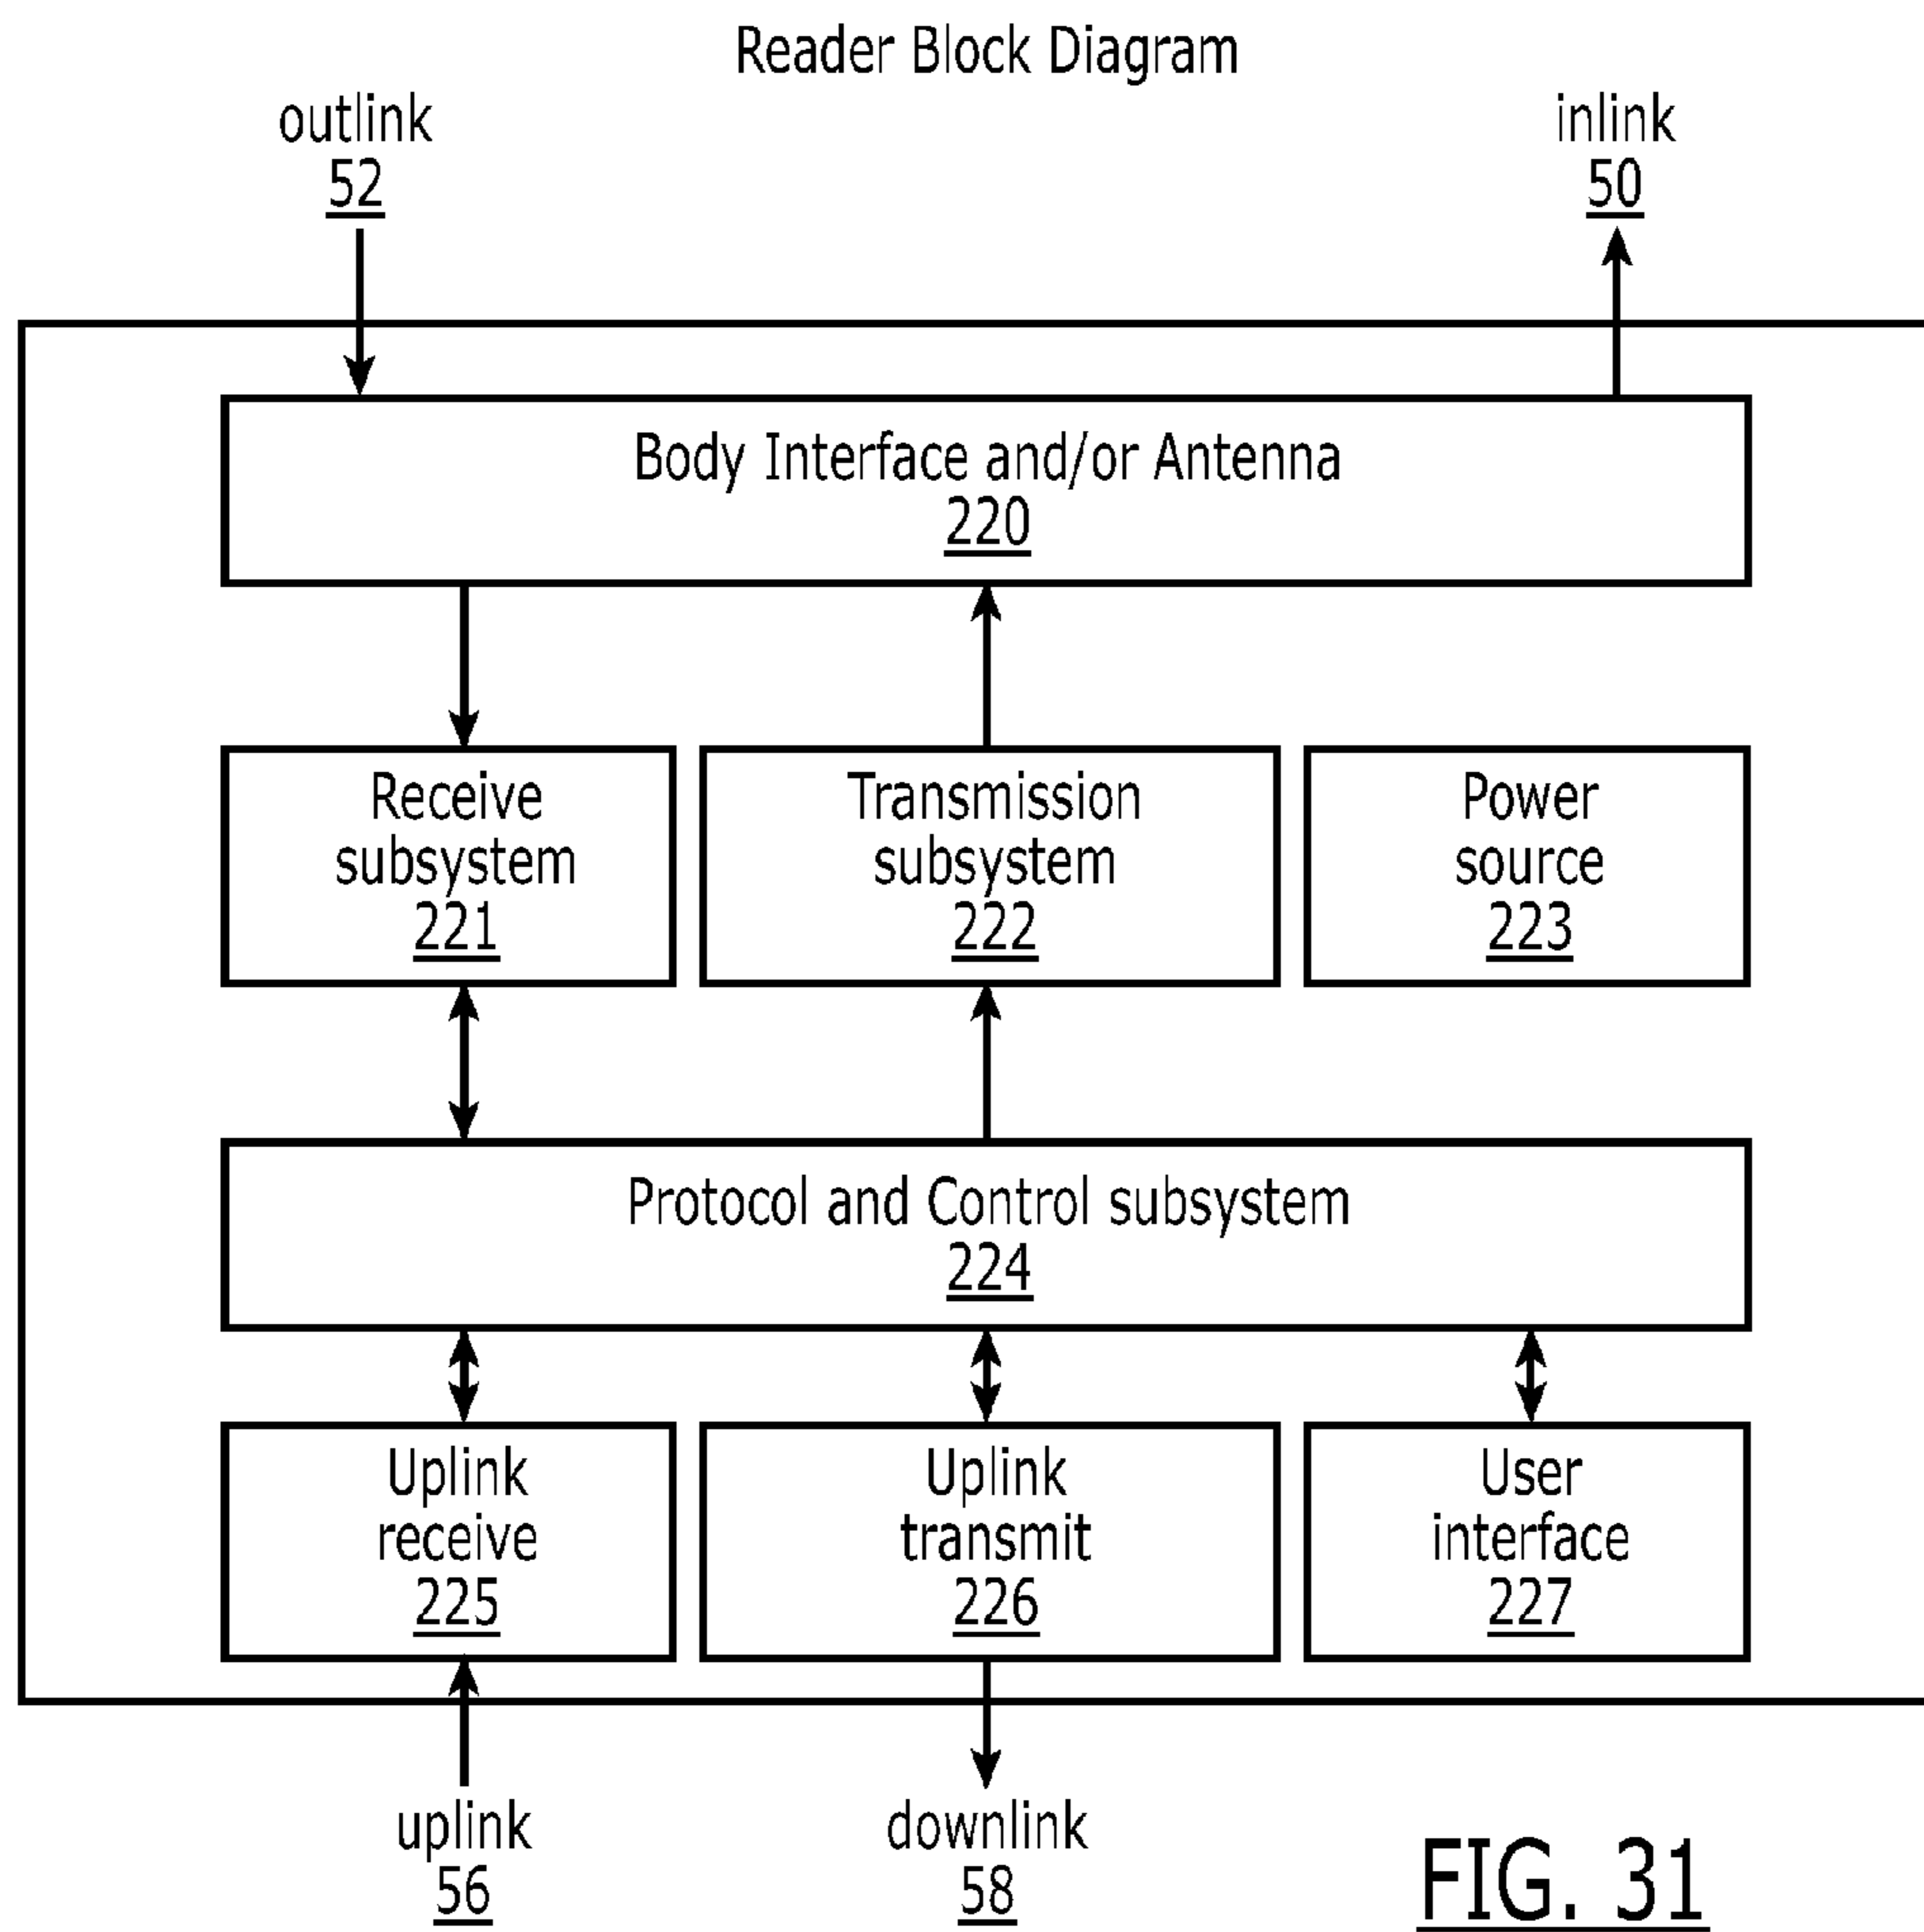 Reader Block Diagram
outlink
52
inlink
50
Body Interface and/or Antenna
220
Receive
subsystem
221
Transmission
subsystem
222
Power
source
223
Protocol and Control subsystem
224
Uplink
receive
225
Uplink
transmit
226
User
interface
227
uplink
56
downlink
58
FIG. 31